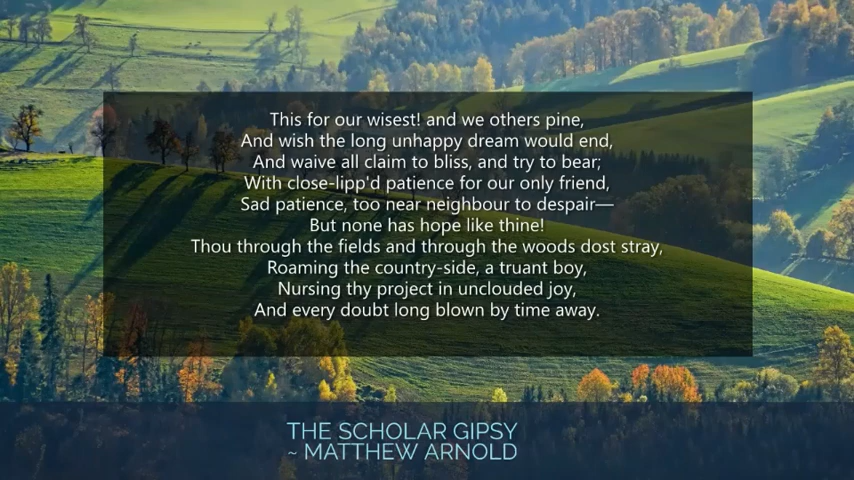 This for our wisest! and we others pine,
And wish the long unhappy dream would end,
And waive all claim to bliss, and try to bear;
With close-lipp'd patience for our only friend,
Sad patience, too near neighbour to despair—
But none has hope like thine!
Thou through the fields and through the woods dost stray,
Roaming the country-side, a truant boy,
Nursing thy project in unclouded joy,
And every doubt long blown by time away.
THE SCHOLAR GIPSY
~ MATTHEW ARNOLD